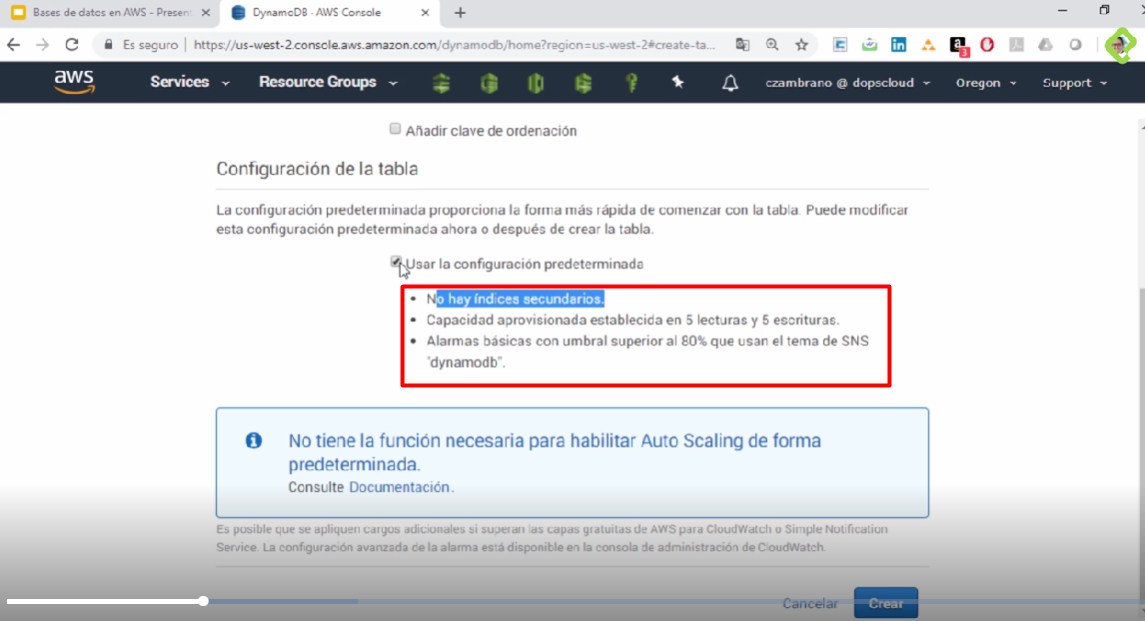 Bases de datos en AWS - Presen
DynamoDB · AWS Console
Es seguro
https://us-west-2.console.aws.amazon.com/dynamodb/home?region=us-west-2#create-ta...
aws
Services
Resource Groups
czambrano @ dopscloud
Oregon
Support
Añadir clave de ordenación
Configuración de la tabla
La configuración predeterminada proporciona la forma más rápida de comenzar con la tabla. Puede modificar
esta configuración predeterminada ahora o después de crear la tabla.
Usar la configuración predeterminada
No hay índices secundarios.
Capacidad aprovisionada establecida en 5 lecturas y 5 escrituras.
Alarmas básicas con umbral superior al 80% que usan el tema de SNS
"dynamodb".
No tiene la función necesaria para habilitar Auto Scaling de forma
predeterminada.
Consulte Documentación.
Es posible que se apliquen cargos adicionales si superan las capas gratuitas de AWS para CloudWatch o Simple Notification
Service. La configuración avanzada de la alarma está disponible en la consola de administración de CloudWatch.
Cancelar
Crear